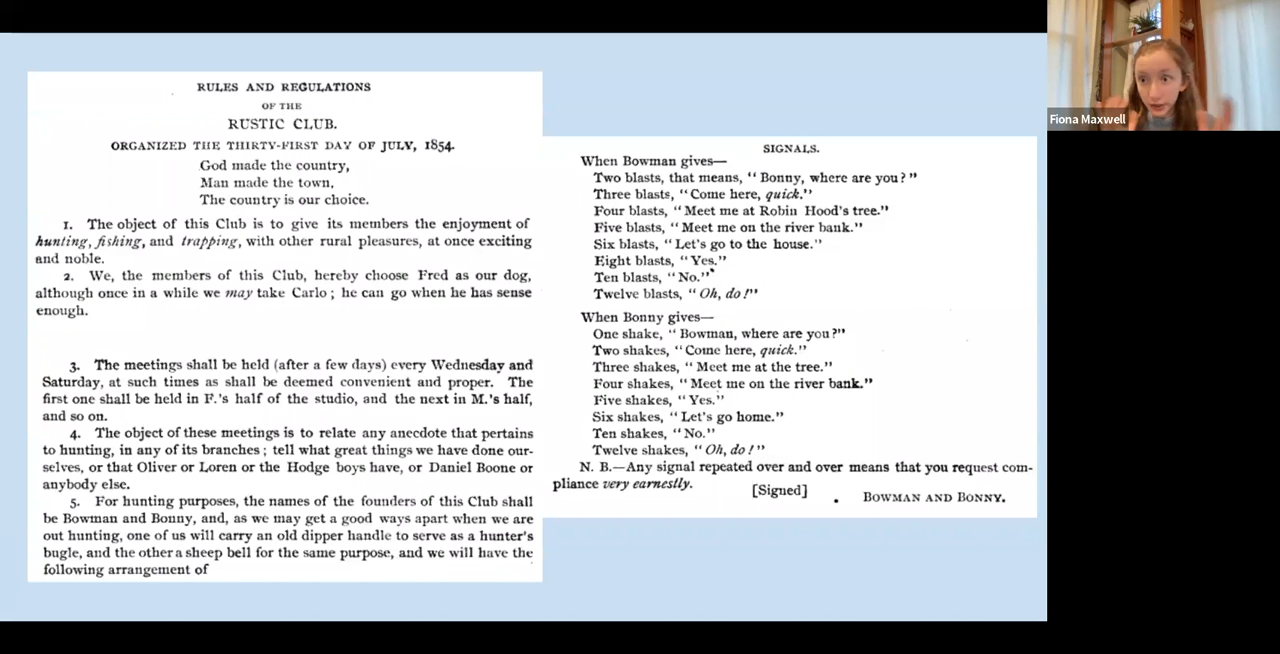 RULES AND REGULATIONS
OF THE
RUSTIC CLUB.
ORGANIZED THE THIRTY-FIRST DAY OF JULY, 1854.
God made the country,
Man made the town,
The country is our choice.
1. The object of this Club is to give its members the enjoyment of
hunting, fishing, and trapping, with other rural pleasures, at once exciting
and noble.
2. We, the members of this Club, hereby choose Fred as our dog,
although once in a while we may take Carlo; he can go when he has sense
enough.
3. The meetings shall be held (after a few days) every Wednesday and
Saturday, at such times as shall be deemed convenient and proper. The
first one shall be held in F.'s half of the studio, and the next in M.'s half,
and so on.
4. The object of these meetings is to relate any anecdote that pertains
to hunting, in any of its branches; tell what great things we have done our-
selves, or that Oliver or Loren or the Hodge boys have, or Daniel Boone or
anybody else.
5. For hunting purposes, the names of the founders of this Club shall
be Bowman and Bonny, and, as we may get a good ways apart when we are
out hunting, one of us will carry an old dipper handle to serve as a hunter's
bugle, and the other a sheep bell for the same purpose, and we will have the
following arrangement of
SIGNALS.
When Bowman gives—
Two blasts, that means, "Bonny, where are you?"
Three blasts, "Come here, quick."
Four blasts, "Meet me at Robin Hood's tree."
Five blasts, "Meet me on the river bank."
Six blasts, "Let's go to the house."
Eight blasts, "Yes."
Ten blasts, "No."
Twelve blasts, "Oh, do!"
When Bonny gives—
One shake, "Bowman, where are you?"
Two shakes, "Come here, quick."
Three shakes, "Meet me at the tree."
Four shakes, "Meet me on the river bank."
Five shakes, "Yes."
Six shakes, "Let's go home."
Ten shakes, "No."
Twelve shakes, "Oh, do!"
N. B.—Any signal repeated over and over means that you request com-
pliance very earnestly.
[Signed]
BOWMAN AND BONNY.
Fiona Maxwell